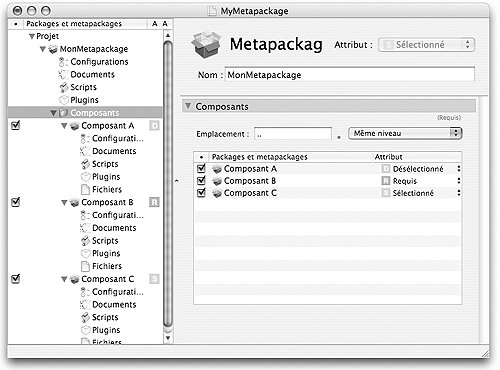 MyMetapackage
• Packages et metapackages A A
Projet
MonMetapackage
Configurations
Documents
Scripts
Plugins
Composants
Composant A D
Configurati...
Documents
Scripts
Plugins
Fichiers
Composant B R
Configurati...
Documents
Scripts
Plugins
Fichiers
Composant C S
Configurati...
Documents
Scripts
Plugins
Fichiers
Metapackag
Attribut : S Sélectionné
Nom : MonMetapackage
Composants
(Requis)
Emplacement : .. Même niveau
• Packages et metapackages Attribut
Composant A D Désélectionné
Composant B R Requis
Composant C S Sélectionné